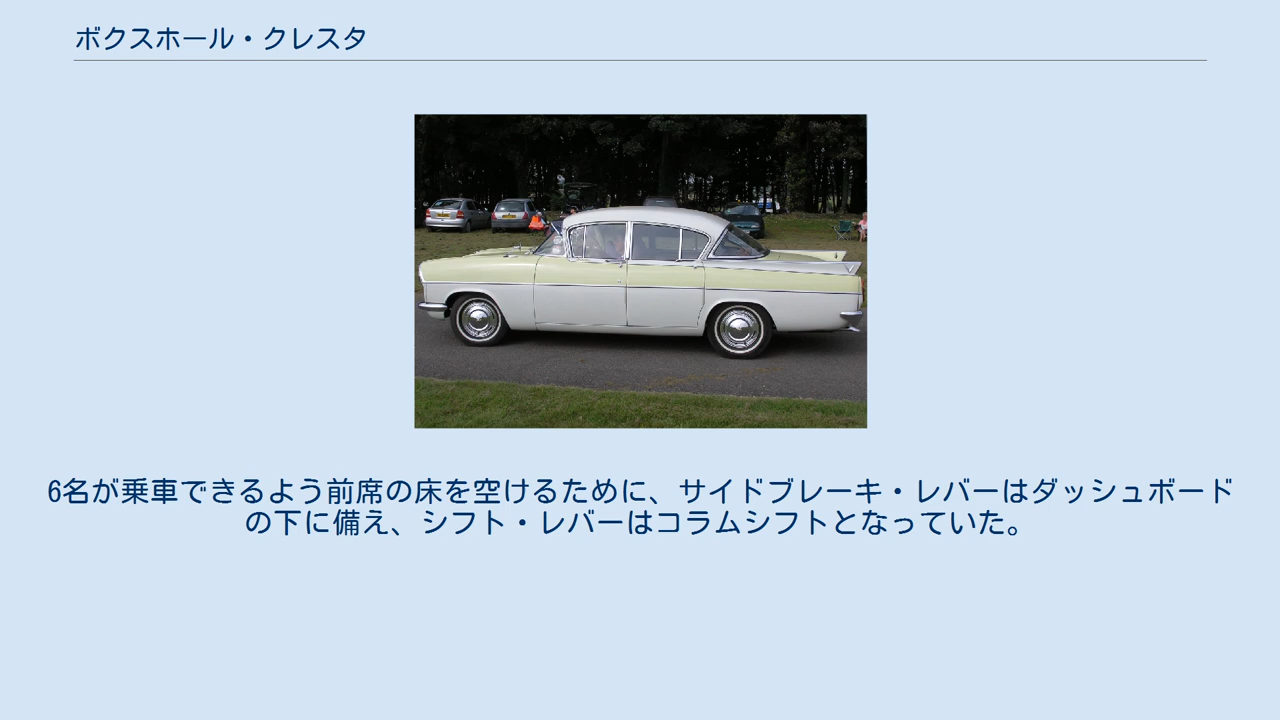 ボクスホール・クレスタ
6名が乗車できるよう前席の床を空けるために、サイドブレーキ・レバーはダッシュボード
の下に備え、シフト・レバーはコラムシフトとなっていた。